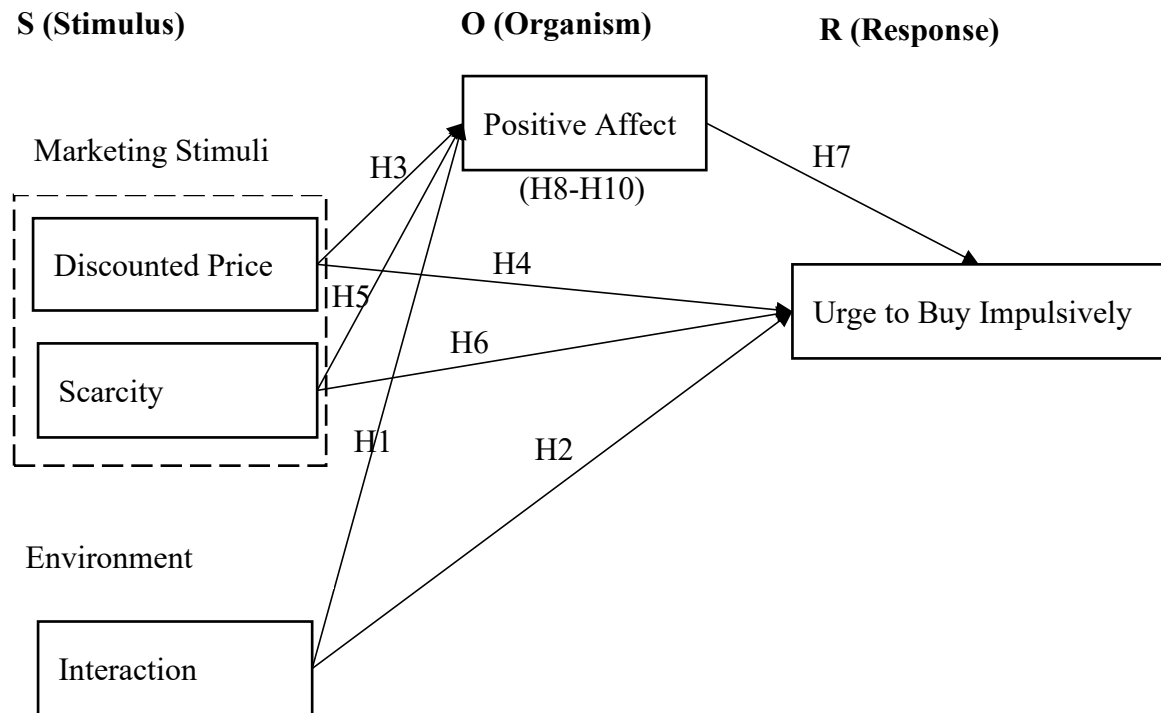 S (Stimulus)
O (Organism)
R (Response)
Positive Affect
Marketing Stimuli
H3
H7
(H8-H10)
Discounted Price
H4
H5
Urge to Buy Impulsively
H6
Scarcity
H1
H2
Environment
Interaction